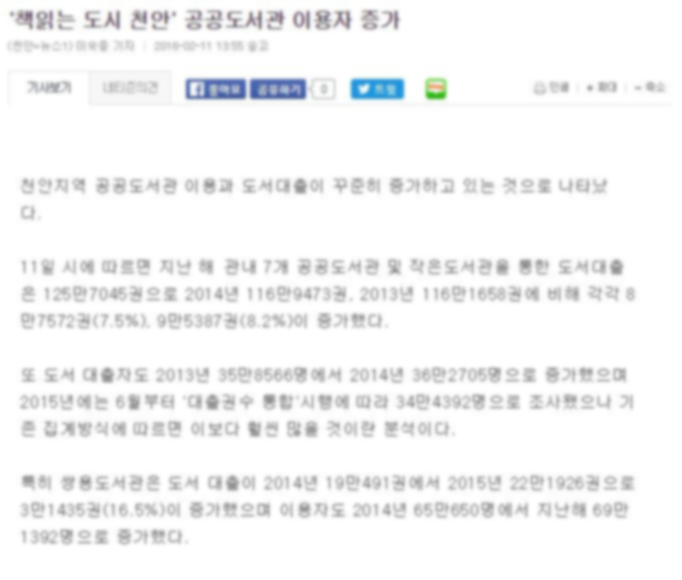 '책읽는 도시 천안' 공공도서관 이용자 증가
(천안=뉴스1) 기자 | 2016-02-11 13:55 송고
기사보기 네티즌의견 좋아요 공유하기 0 트윗 인쇄 + 확대 - 축소
천안지역 공공도서관 이용과 도서대출이 꾸준히 증가하고 있는 것으로 나타났
다.
11일 시에 따르면 지난 해 관내 7개 공공도서관 및 작은도서관을 통한 도서대출
은 125만7045권으로 2014년 116만9473권, 2013년 116만1658권에 비해 각각 8
만7572권(7.5%), 9만5387권(8.2%)이 증가했다.
또 도서 대출자도 2013년 35만8566명에서 2014년 36만2705명으로 증가했으며
2015년에는 6월부터 '대출권수 통합'시행에 따라 34만4392명으로 조사됐으나 기
존 집계방식에 따르면 이보다 훨씬 많을 것이란 분석이다.
특히 쌍용도서관은 도서 대출이 2014년 19만491권에서 2015년 22만1926권으로
3만1435권(16.5%)이 증가했으며 이용자도 2014년 65만650명에서 지난해 69만
1392명으로 증가했다.